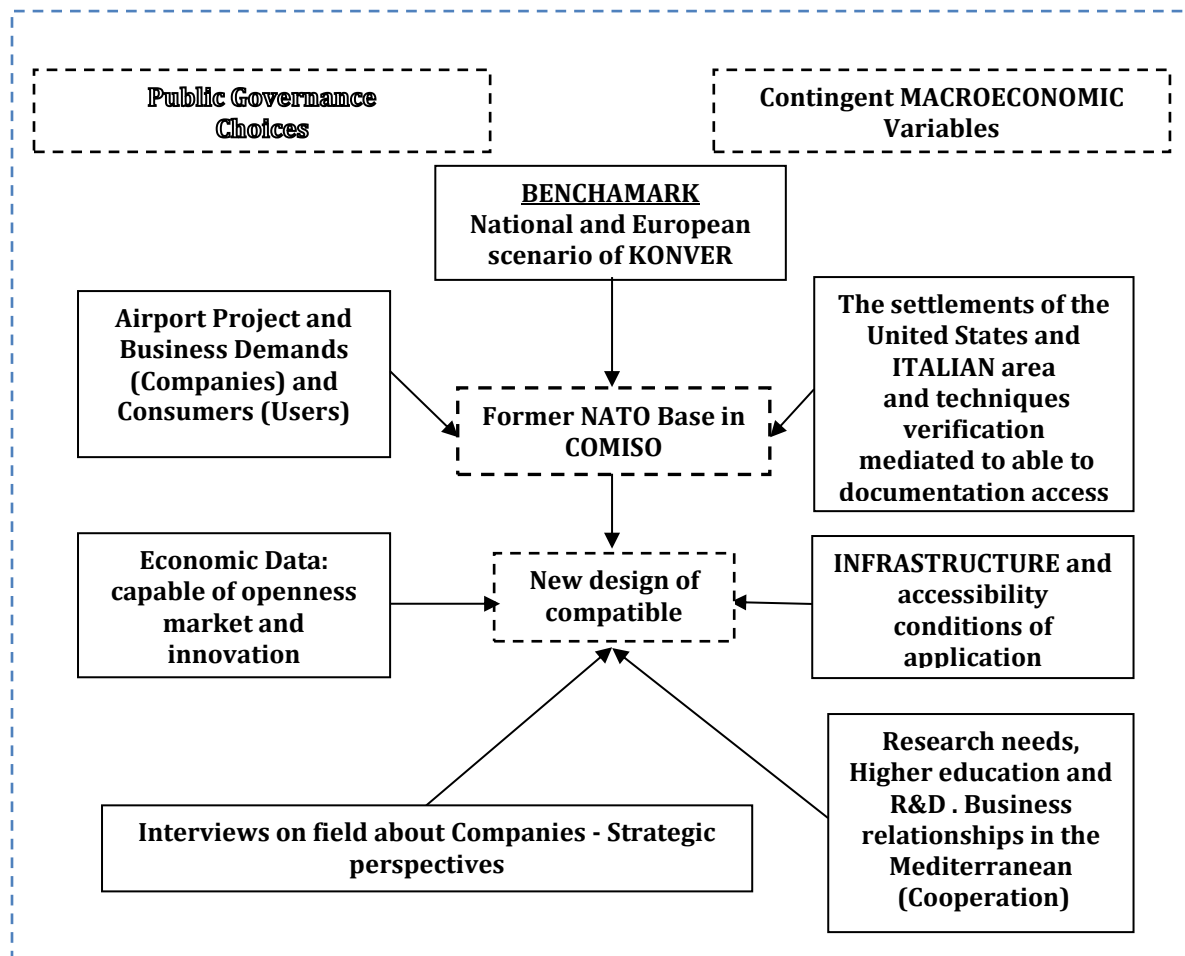 Public Governance
Choices
Contingent MACROECONOMIC
Variables
BENCHAMARK
National and European
scenario of KONVER
Airport Project and
Business Demands
(Companies) and
Consumers (Users)
The settlements of the
United States and
ITALIAN area
and techniques
verification
mediated to able to
documentation access
Former NATO Base in
COMISO
Economic Data:
capable of openness
market and
innovation
New design of
compatible
INFRASTRUCTURE and
accessibility
conditions of
application
Interviews on field about Companies - Strategic
perspectives
Research needs,
Higher education and
R&D . Business
relationships in the
Mediterranean
(Cooperation)